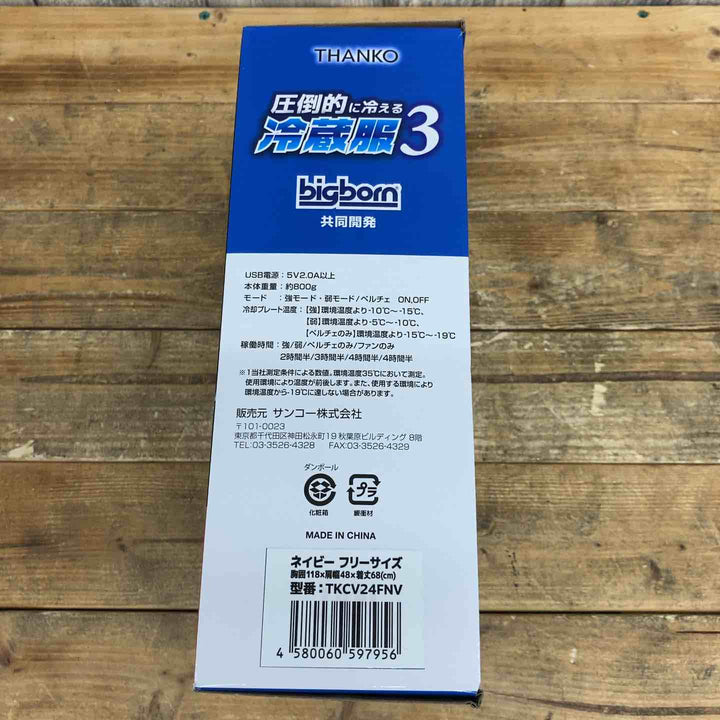 THANKO
圧倒的に冷える
冷蔵服3
bigborn®
共同開発
USB電源：5V2.0A以上
本体重量：約800g
モード　：強モード・弱モード/ペルチェ　ON,OFF
冷却プレート温度：【強】環境温度より-10℃〜-15℃、
【弱】環境温度より-5℃〜-10℃、
【ペルチェのみ】環境温度より-15℃〜-19℃
稼働時間：強/弱/ペルチェのみ/ファンのみ
2時間半/3時間半/4時間半/4時間半
※1当社測定条件による数値。環境温度35℃において測定。
使用環境により温度が前後します。また、使用する環境により
環境温度から-19℃に達しない場合があります。
販売元 サンコー株式会社
〒101-0023
東京都千代田区神田松永町19 秋葉原ビルディング 8階
TEL:03-3526-4328　FAX:03-3526-4329
ダンボール
プラ
化粧箱
緩衝材
MADE IN CHINA
ネイビー フリーサイズ
胸囲118×肩幅48×着丈68(cm)
型番：TKCV24FNV
4 580060 597956